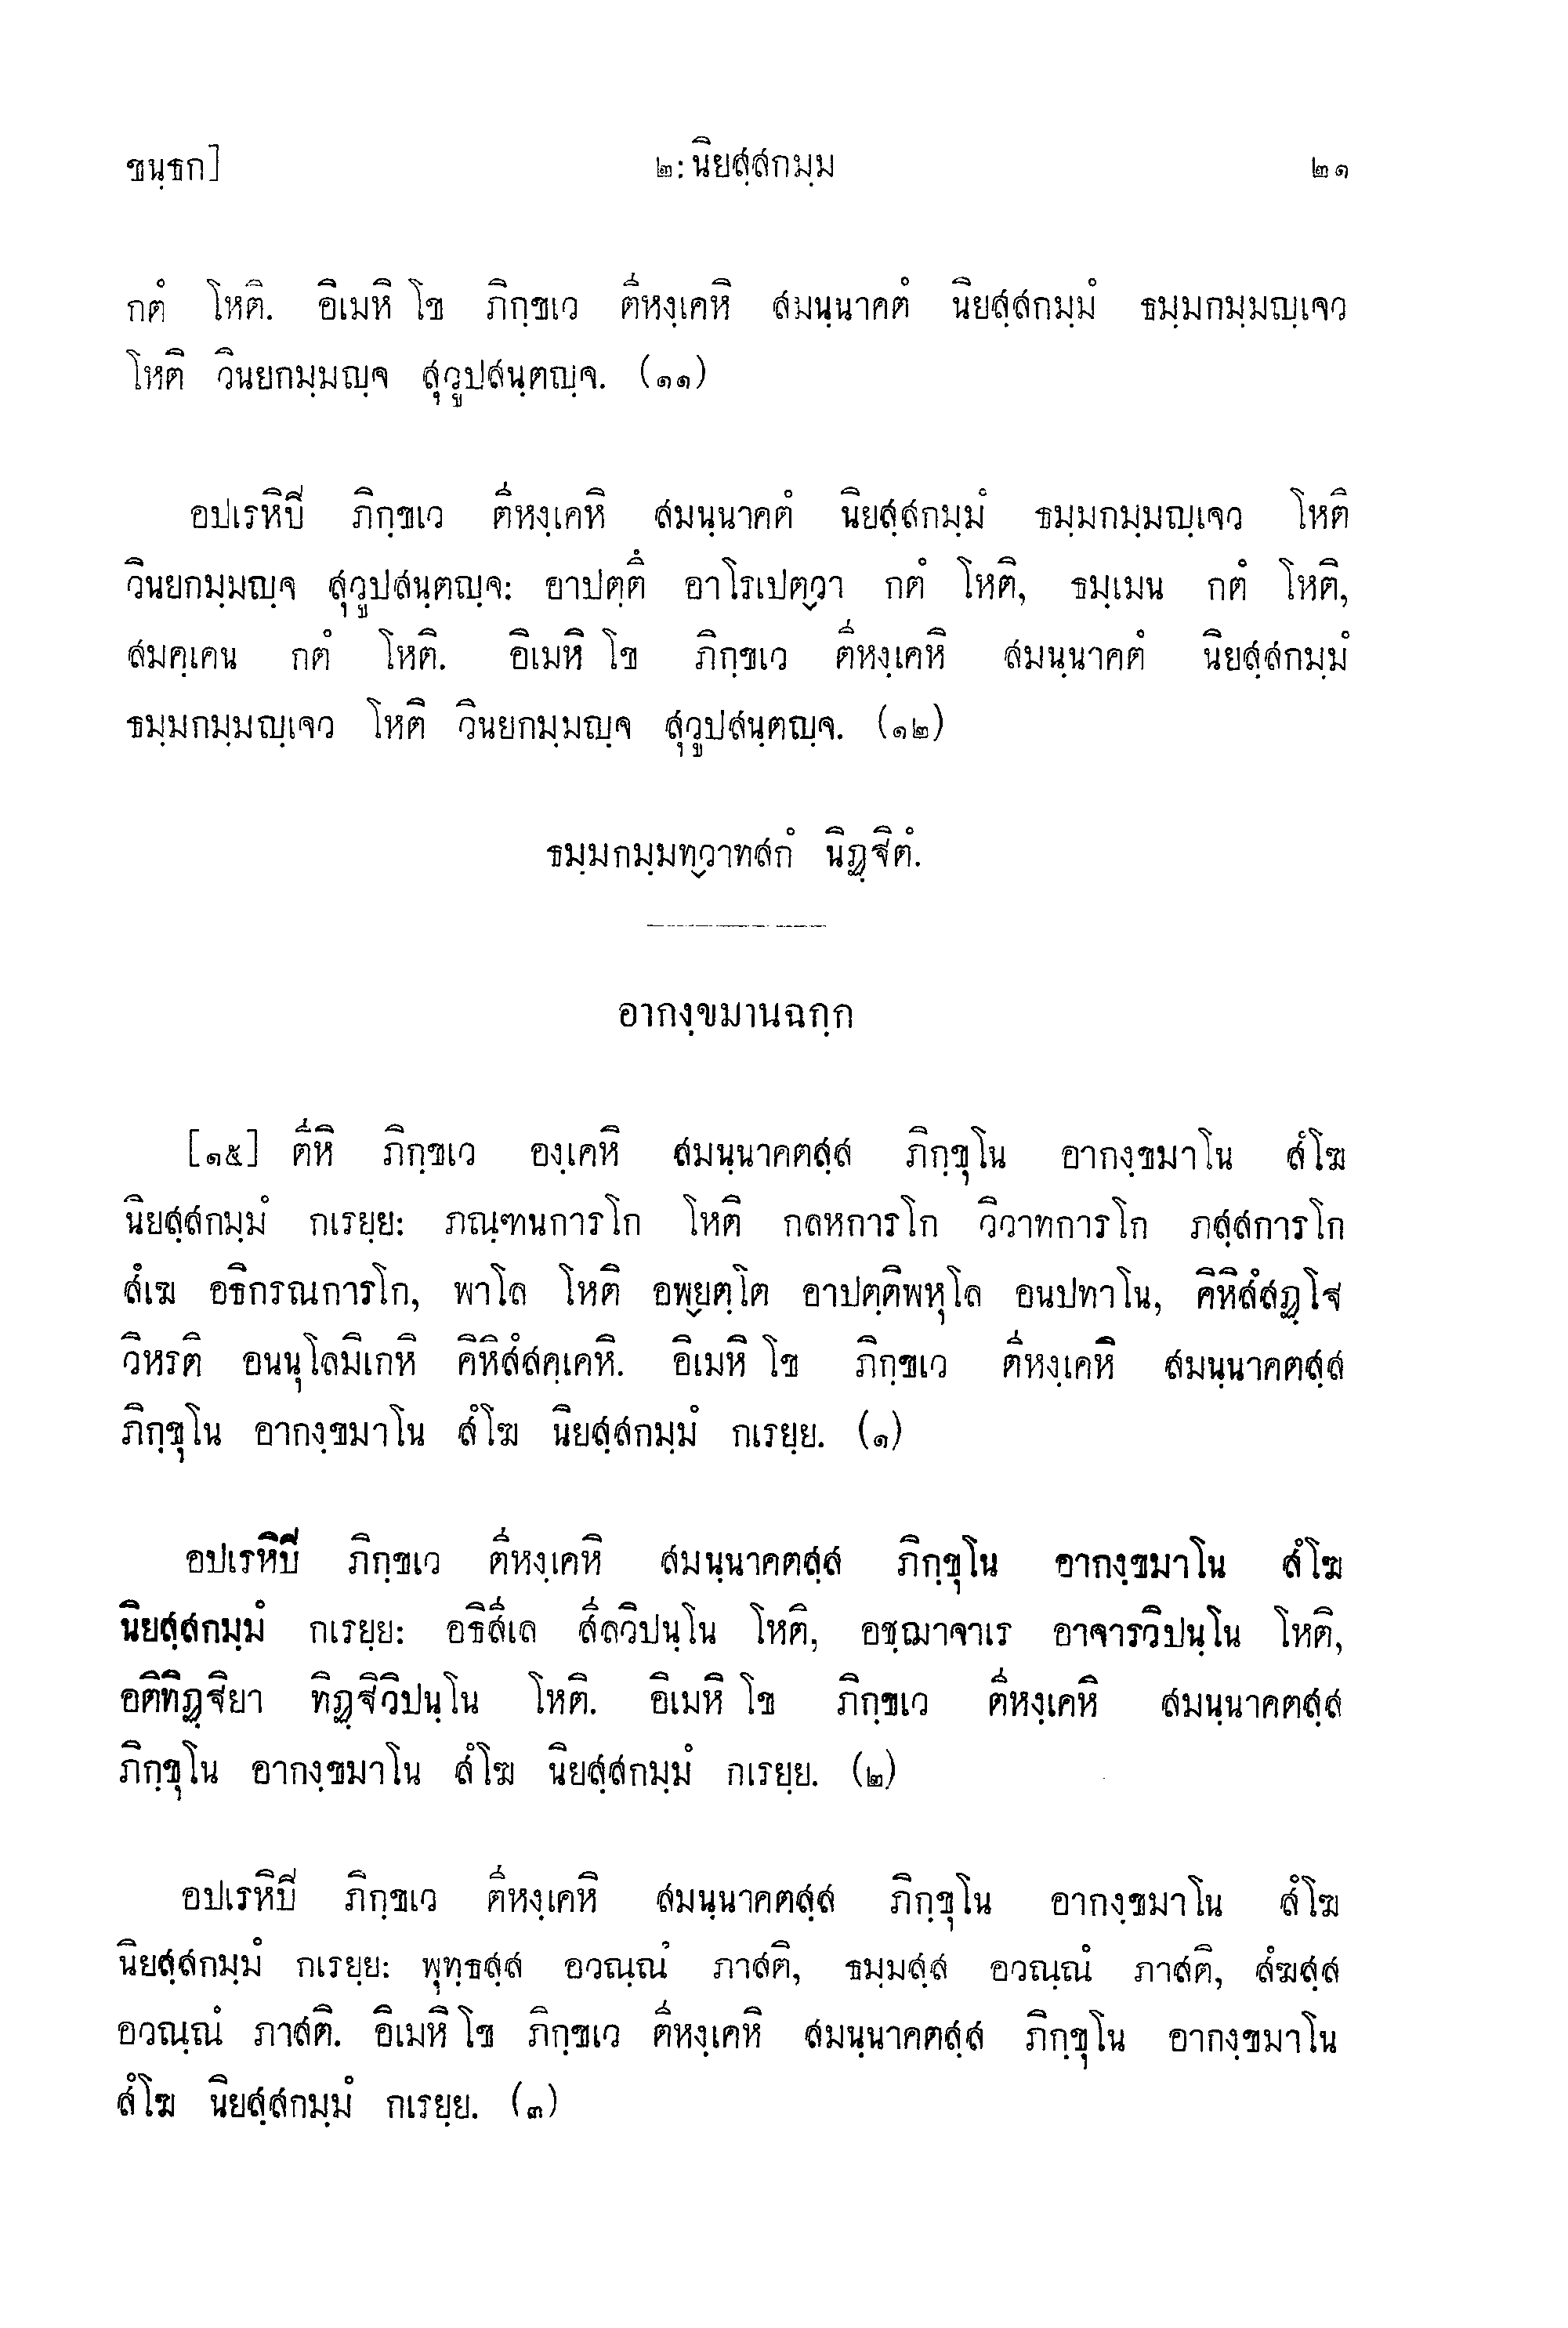 ขนฺธก] ๒: นิยสฺสกมฺม ๒๑
กตํ โหติ. อิเมหิ โข ภิกฺขเว ตีหงฺเคหิ สมนฺนาคตํ นิยสฺสกมฺมํ ธมฺมกมฺมญฺเจว
โหติ วินยกมฺมญฺจ สุวูปสนฺตญฺจ. (๑๑)
อปเรหิปี ภิกฺขเว ตีหงฺเคหิ สมนฺนาคตํ นิยสฺสกมฺมํ ธมฺมกมฺมญฺเจว โหติ
วินยกมฺมญฺจ สุวูปสนฺตญฺจ: อาปตฺตึ อาโรเปตฺวา กตํ โหติ, ธมฺเมน กตํ โหติ,
สมคฺเคน กตํ โหติ. อิเมหิ โข ภิกฺขเว ตีหงฺเคหิ สมนฺนาคตํ นิยสฺสกมฺมํ
ธมฺมกมฺมญฺเจว โหติ วินยกมฺมญฺจ สุวูปสนฺตญฺจ. (๑๒)
ธมฺมกมฺมทฺวาทสกํ นิฏฺฐิตํ.
อากงฺขมานฉกฺก
[๑๕] ตีหิ ภิกฺขเว องฺเคหิ สมนฺนาคตสฺส ภิกฺขุโน อากงฺขมาโน สํโฆ
นิยสฺสกมฺมํ กเรยฺย: ภณฺฑนการโก โหติ กลหการโก วิวาทการโก ภสฺสการโก
สํเฆ อธิกรณการโก, พาโล โหติ อพฺยตฺโต อาปตฺติพหุโล อนปทาโน, คิหิสํสฏฺโฐ
วิหรติ อนนุโลมิเกหิ คิหิสํสคฺเคหิ. อิเมหิ โข ภิกฺขเว ตีหงฺเคหิ สมนฺนาคตสฺส
ภิกฺขุโน อากงฺขมาโน สํโฆ นิยสฺสกมฺมํ กเรยฺย. (๑)
อปเรหิปี ภิกฺขเว ตีหงฺเคหิ สมนฺนาคตสฺส ภิกฺขุโน อากงฺขมาโน สํโฆ
นิยสฺสกมฺมํ กเรยฺย: อธิสีเล สีลวิปนฺโน โหติ, อชฺฌาจาเร อาจารวิปนฺโน โหติ,
อติทิฏฺฐิยา ทิฏฺฐิวิปนฺโน โหติ. อิเมหิ โข ภิกฺขเว ตีหงฺเคหิ สมนฺนาคตสฺส
ภิกฺขุโน อากงฺขมาโน สํโฆ นิยสฺสกมฺมํ กเรยฺย. (๒)
อปเรหิปี ภิกฺขเว ตีหงฺเคหิ สมนฺนาคตสฺส ภิกฺขุโน อากงฺขมาโน สํโฆ
นิยสฺสกมฺมํ กเรยฺย: พุทฺธสฺส อวณฺณํ ภาสติ, ธมฺมสฺส อวณฺณํ ภาสติ, สํฆสฺส
อวณฺณํ ภาสติ. อิเมหิ โข ภิกฺขเว ตีหงฺเคหิ สมนฺนาคตสฺส ภิกฺขุโน อากงฺขมาโน
สํโฆ นิยสฺสกมฺมํ กเรยฺย. (๓)